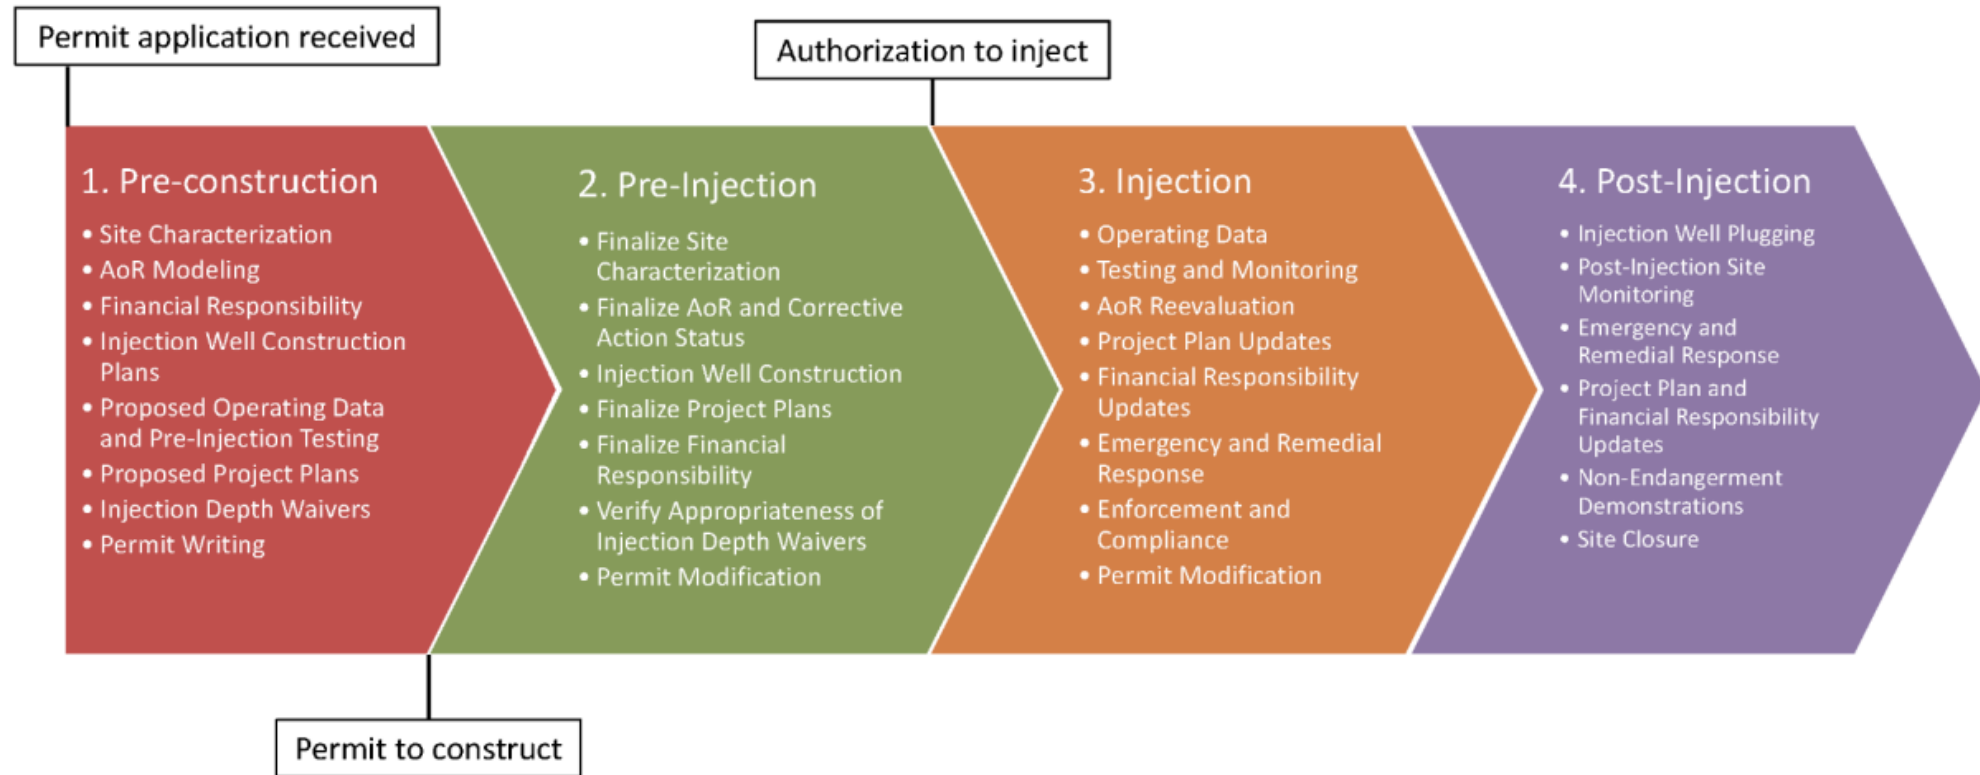 Permit application received
Authorization to inject
1. Pre-construction
• Site Characterization
• AoR Modeling
• Financial Responsibility
• Injection Well Construction
Plans
• Proposed Operating Data
and Pre-Injection Testing
• Proposed Project Plans
• Injection Depth Waivers
• Permit Writing
2. Pre-Injection
• Finalize Site
Characterization
• Finalize AoR and Corrective
Action Status
• Injection Well Construction
• Finalize Project Plans
• Finalize Financial
Responsibility
• Verify Appropriateness of
Injection Depth Waivers
• Permit Modification
3. Injection
• Operating Data
• Testing and Monitoring
• AoR Reevaluation
• Project Plan Updates
• Financial Responsibility
Updates
• Emergency and Remedial
Response
• Enforcement and
Compliance
• Permit Modification
4. Post-Injection
• Injection Well Plugging
• Post-Injection Site
Monitoring
• Emergency and
Remedial Response
• Project Plan and
Financial Responsibility
Updates
• Non-Endangerment
Demonstrations
• Site Closure
Permit to construct